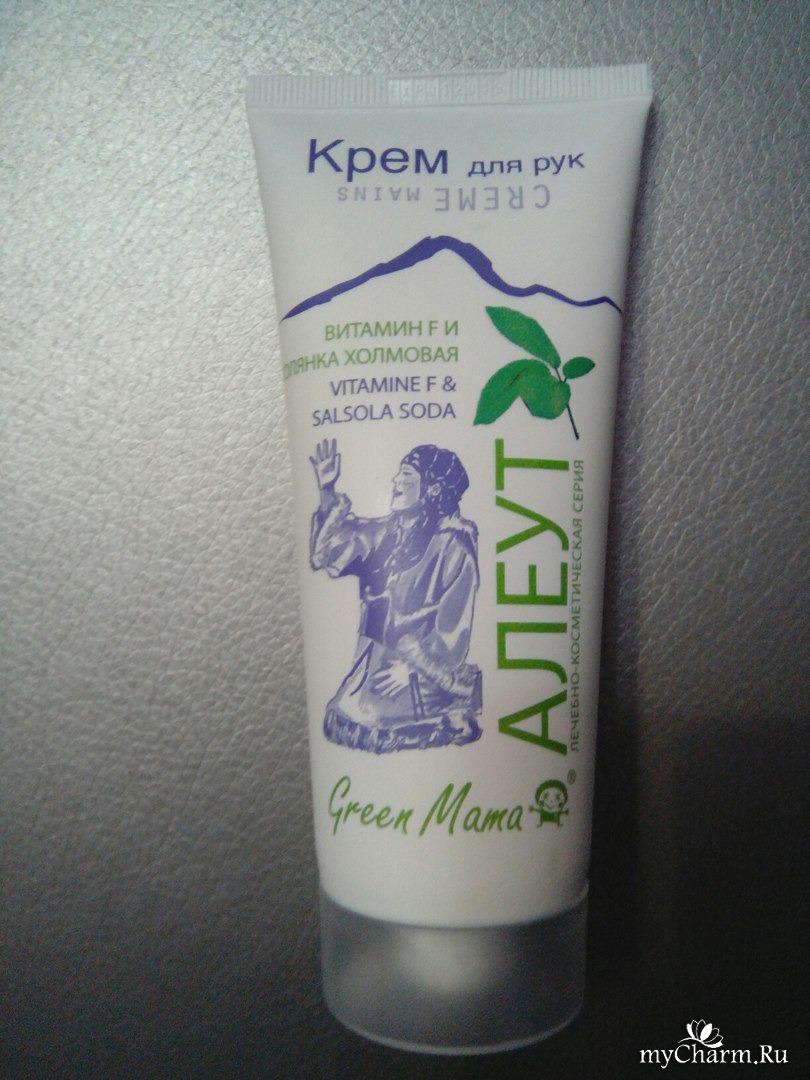 Крем для рук
CREME MAINS
ВИТАМИН F И
СОЛЯНКА ХОЛМОВАЯ
VITAMINE F &
SALSOLA SODA
АЛЕУТ
ЛЕЧЕБНО-КОСМЕТИЧЕСКАЯ СЕРИЯ
Green Mama ®
myCharm.Ru